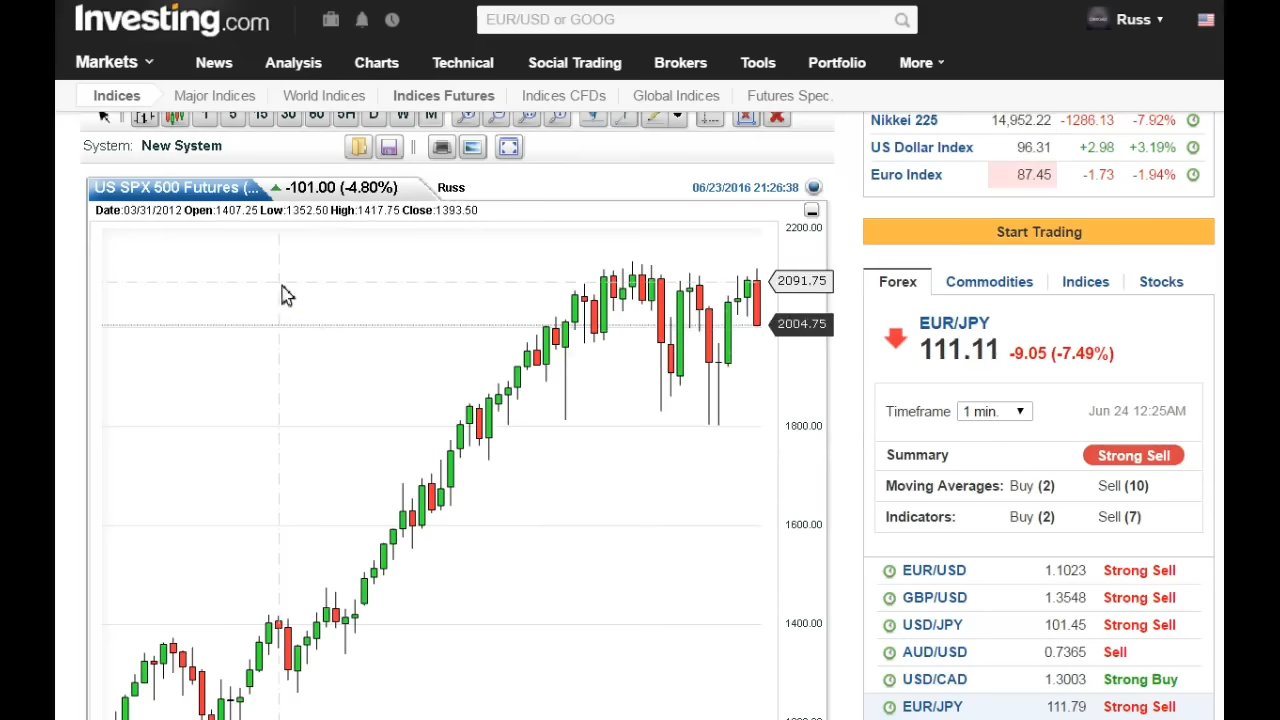 Investing.com
EUR/USD or GOOG
Russ
Markets News Analysis Charts Technical Social Trading Brokers Tools Portfolio More
Indices Major Indices World Indices Indices Futures Indices CFDs Global Indices Futures Spec.
1 5 15 30 60 5H D W M
System: New System
US SPX 500 Futures (... -101.00 (-4.80%) Russ 06/23/2016 21:26:38
Date:03/31/2012 Open:1407.25 Low:1352.50 High:1417.75 Close:1393.50
2200.00
2091.75
2004.75
1800.00
1600.00
1400.00
Nikkei 225 14,952.22 -1286.13 -7.92%
US Dollar Index 96.31 +2.98 +3.19%
Euro Index 87.45 -1.73 -1.94%
Start Trading
Forex Commodities Indices Stocks
EUR/JPY
111.11 -9.05 (-7.49%)
Timeframe 1 min. Jun 24 12:25AM
Summary Strong Sell
Moving Averages: Buy (2) Sell (10)
Indicators: Buy (2) Sell (7)
EUR/USD 1.1023 Strong Sell
GBP/USD 1.3548 Strong Sell
USD/JPY 101.45 Strong Sell
AUD/USD 0.7365 Sell
USD/CAD 1.3003 Strong Buy
EUR/JPY 111.79 Strong Sell